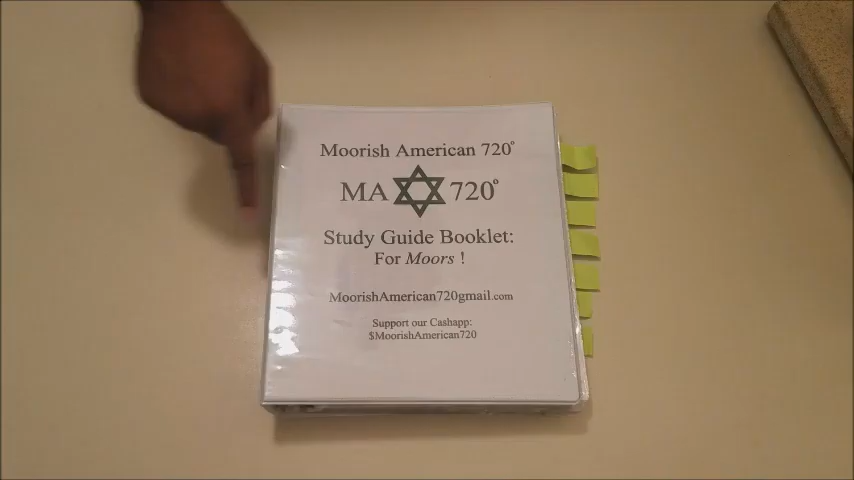 Moorish American 720°
MA 720°
Study Guide Booklet:
For Moors !
MoorishAmerican720gmail.com
Support our Cashapp:
$MoorishAmerican720